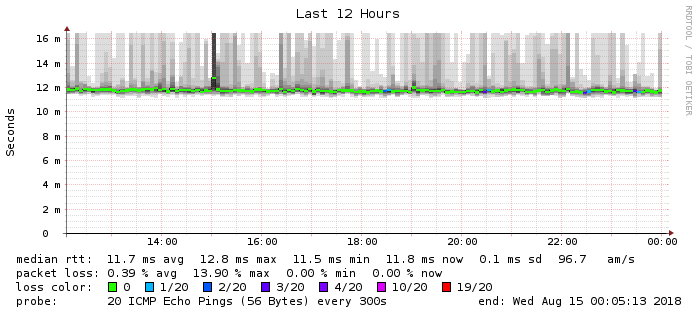 Last 12 Hours
RRDTOOL / TOBI OETIKER
Seconds
16 m
14 m
12 m
10 m
8 m
6 m
4 m
2 m
0
14:00 16:00 18:00 20:00 22:00 00:00
median rtt: 11.7 ms avg 12.8 ms max 11.5 ms min 11.8 ms now 0.1 ms sd 96.7 am/s
packet loss: 0.39 % avg 13.90 % max 0.00 % min 0.00 % now
loss color: 0 1/20 2/20 3/20 4/20 10/20 19/20
probe: 20 ICMP Echo Pings (56 Bytes) every 300s end: Wed Aug 15 00:05:13 2018